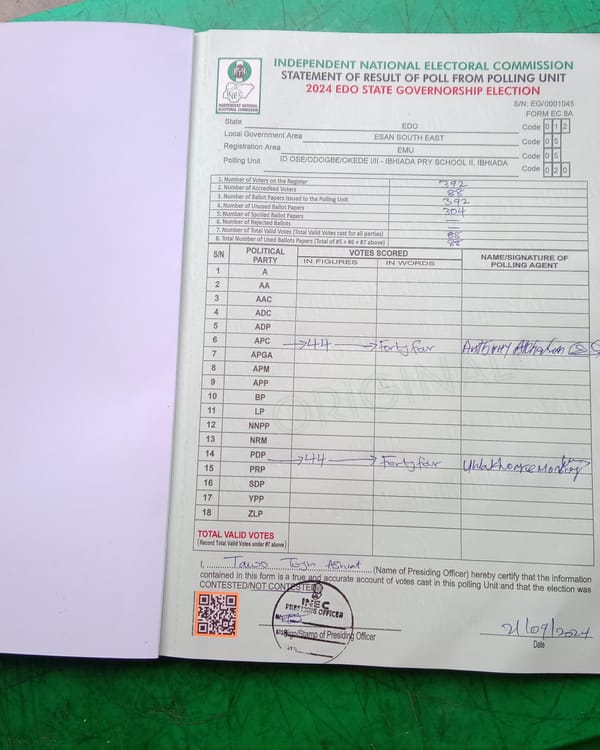 INDEPENDENT NATIONAL ELECTORAL COMMISSION
STATEMENT OF RESULT OF POLL FROM POLLING UNIT
2024 EDO STATE GOVERNORSHIP ELECTION
INEC
INDEPENDENT NATIONAL ELECTORAL COMMISSION
S/N: EG/0001045
FORM EC 8A
State EDO Code 0 1 2
Local Government Area ESAN SOUTH EAST Code 0 5
Registration Area EMU Code 0 5
Polling Unit ID OSE/ODOGBE/OKEDE I/II - IBHIADA PRY SCHOOL II, IBHIADA Code 0 2 0
1. Number of Voters on the Register 392
2. Number of Accredited Voters 88
3. Number of Ballot Papers Issued to the Polling Unit 392
4. Number of Unused Ballot Papers 304
5. Number of Spoiled Ballot Papers —
6. Number of Rejected Ballots —
7. Number of Total Valid Votes (Total Valid Votes cast for all parties) 88
8. Total Number of Used Ballots Papers (Total of #5 + #6 + #7 above) 88
S/N POLITICAL PARTY VOTES SCORED NAME/SIGNATURE OF POLLING AGENT
IN FIGURES IN WORDS
1 A
2 AA
3 AAC
4 ADC
5 ADP
6 APC 44 Forty four Anthony
7 APGA
8 APM
9 APP
10 BP
11 LP
12 NNPP
13 NRM
14 PDP 44 Forty four
15 PRP
16 SDP
17 YPP
18 ZLP
ORIGINAL
TOTAL VALID VOTES
(Record Total Valid Votes under #7 above)
I, Taiwo (Name of Presiding Officer) hereby certify that the information
contained in this form is a true and accurate account of votes cast in this polling Unit and that the election was
CONTESTED/NOT CONTESTED
INEC
PRESIDING OFFICER
Sign/Stamp of Presiding Officer
21/09/2024
Date